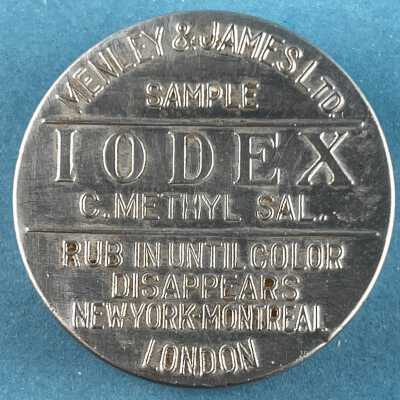 MENLEY & JAMES LTD.
SAMPLE
IODEX
C. METHYL SAL.
RUB IN UNTIL COLOR
DISAPPEARS
NEW YORK·MONTREAL
LONDON